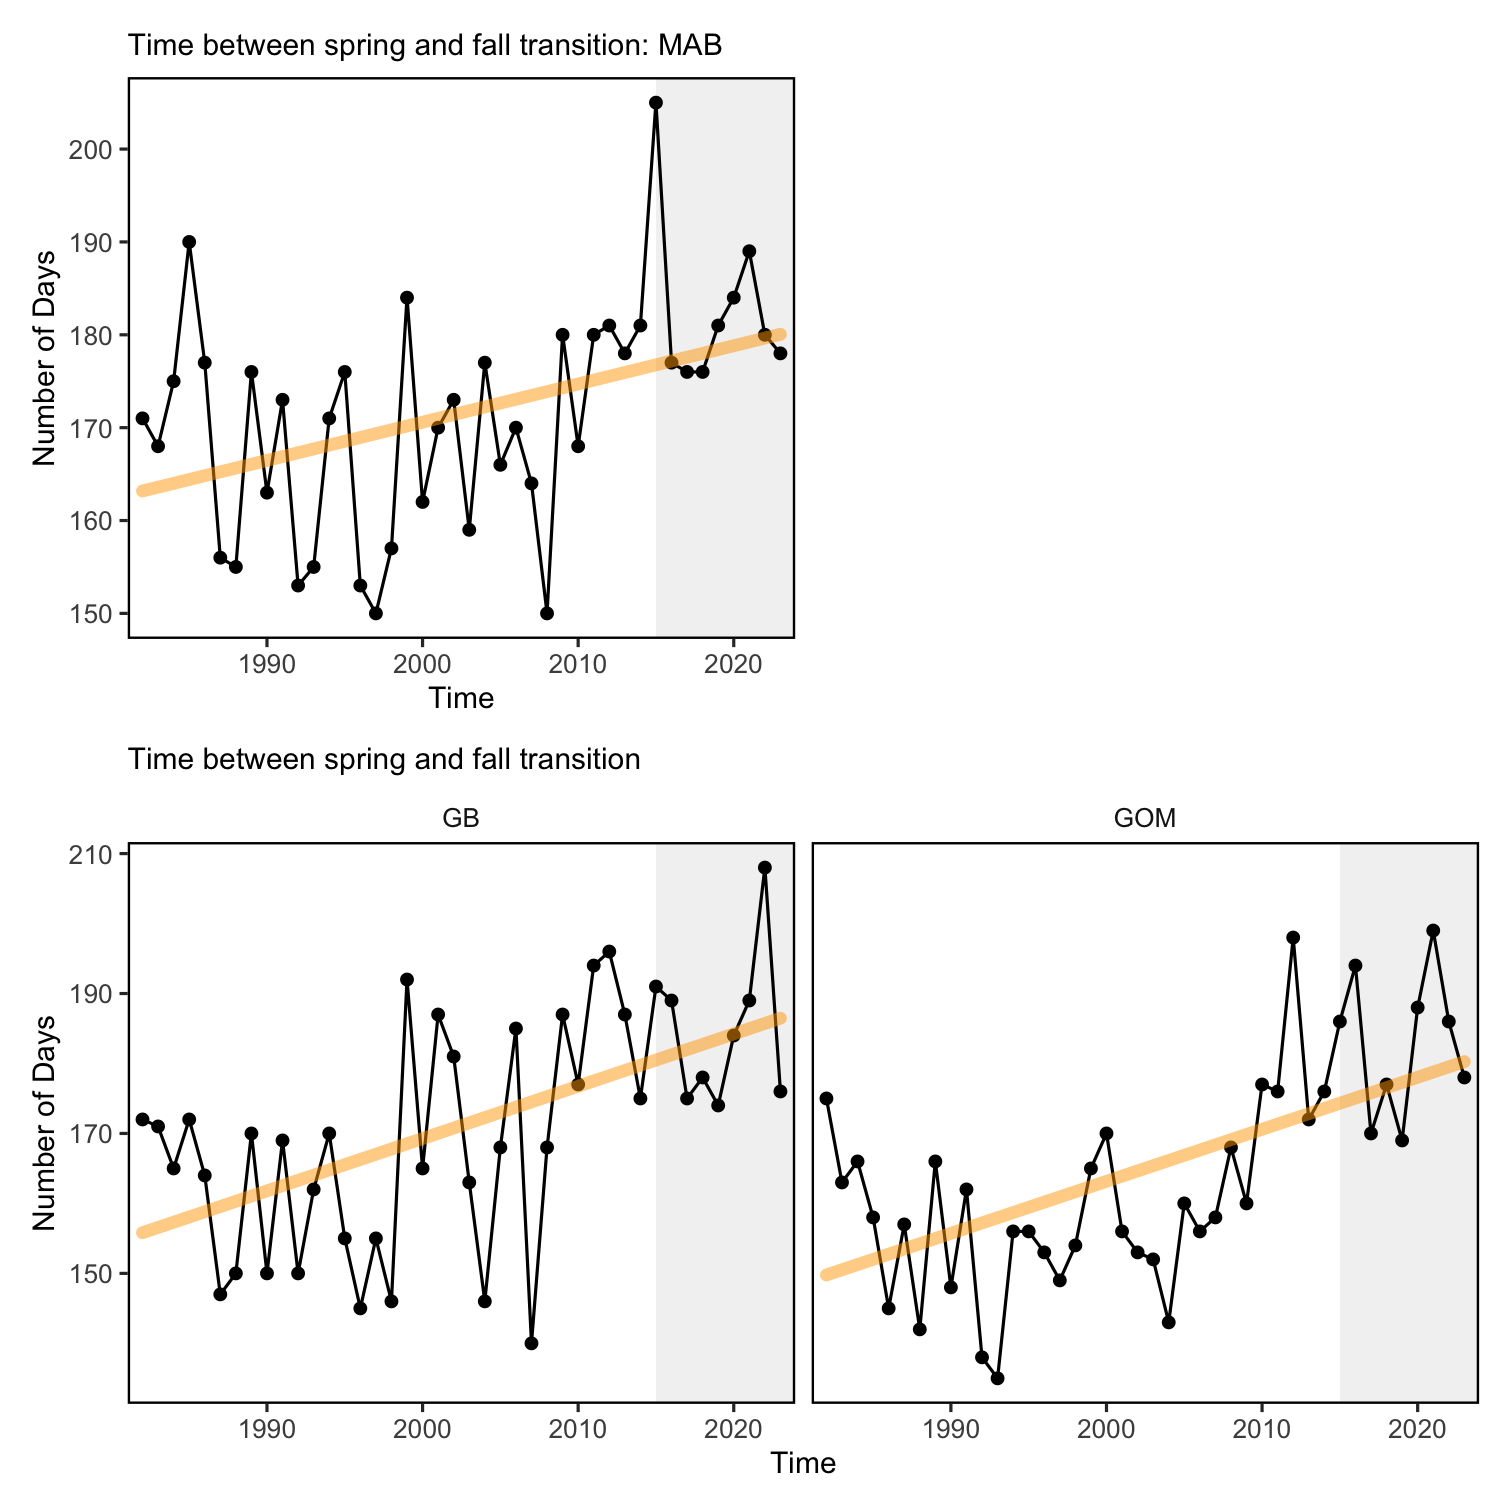 Time between spring and fall transition: MAB
Number of Days
200
190
180
170
160
150
1990 2000 2010 2020
Time
Time between spring and fall transition
GB GOM
Number of Days
210
190
170
150
1990 2000 2010 2020 1990 2000 2010 2020
Time